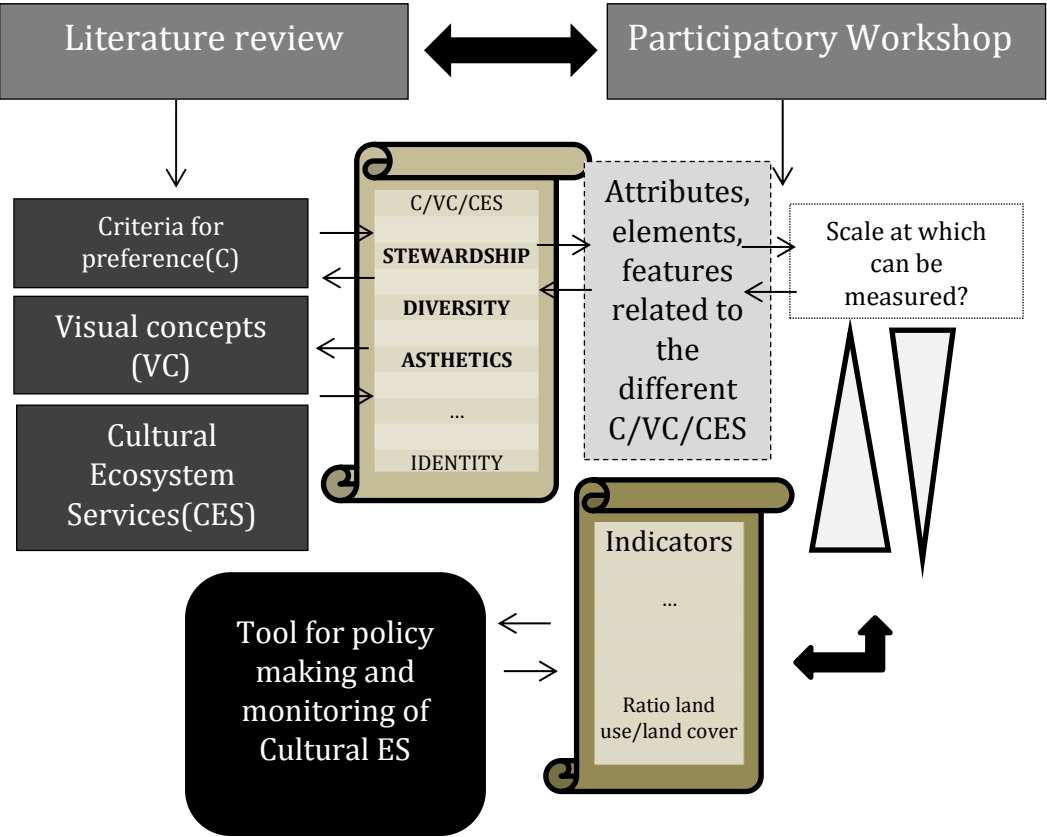 Literature review
Participatory Workshop
Criteria for
preference(C)
Visual concepts
(VC)
Cultural
Ecosystem
Services(CES)
C/VC/CES
STEWARDSHIP
DIVERSITY
ASTHETICS
...
IDENTITY
Attributes,
elements,
features
related to
the
different
C/VC/CES
Scale at which
can be
measured?
Indicators
...
Ratio land
use/land cover
Tool for policy
making and
monitoring of
Cultural ES